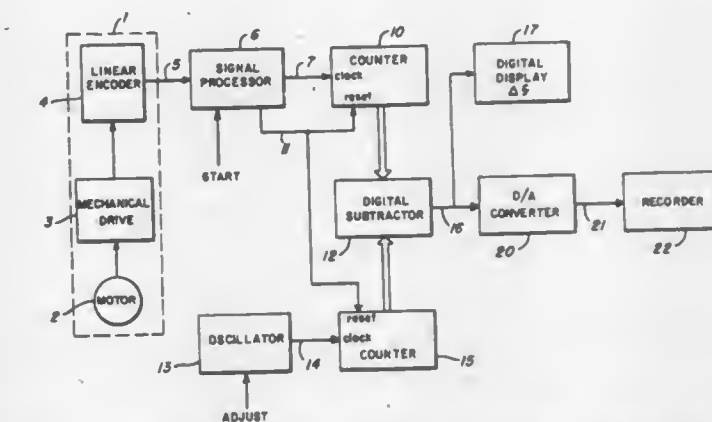 1
6
10
17
5
7
LINEAR
ENCODER
4
SIGNAL
PROCESSOR
COUNTER
clock
reset
DIGITAL
DISPLAY
Δ S
11
START
MECHANICAL
DRIVE
3
DIGITAL
SUBTRACTOR
12
16
D/A
CONVERTER
20
21
RECORDER
22
MOTOR
2
OSCILLATOR
13
14
reset
clock
COUNTER
15
ADJUST